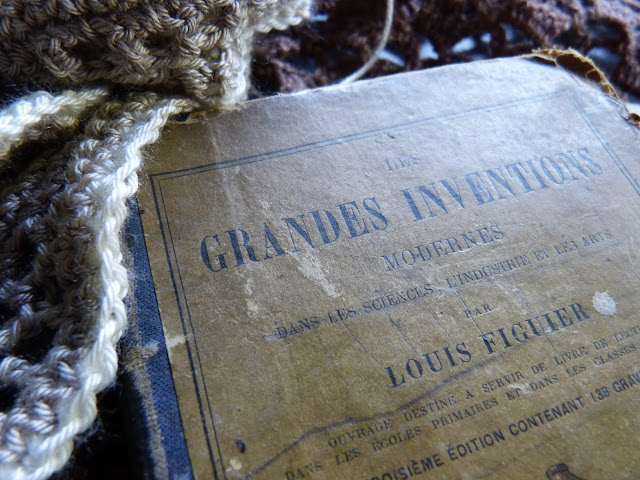 LES
GRANDES INVENTIONS
MODERNES
DANS LES SCIENCES, L'INDUSTRIE ET LES ARTS
PAR
LOUIS FIGUIER
OUVRAGE DESTINÉ A SERVIR DE LIVRE DE
DANS LES ÉCOLES PRIMAIRES ET DANS LES CLASSES
TROISIÈME ÉDITION CONTENANT 138